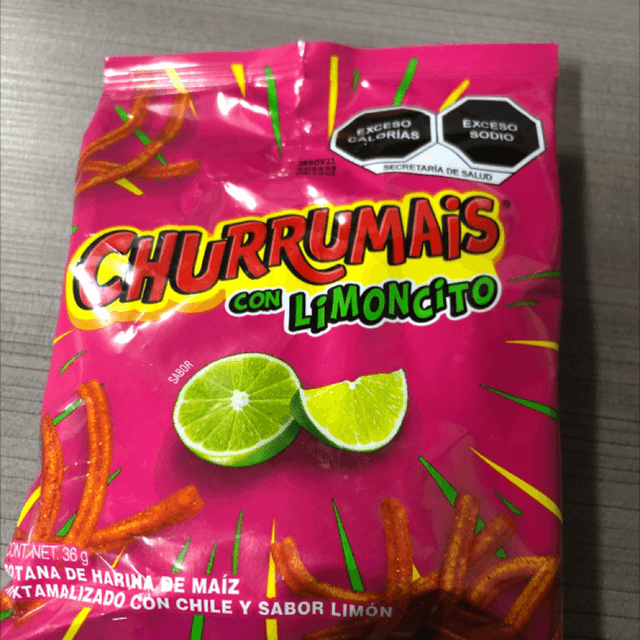 EXCESO
CALORÍAS
EXCESO
SODIO
SECRETARÍA DE SALUD
CHURRUMAiS
CON LiMONCiTO
SABOR
CONT. NET. 36 g
BOTANA DE HARINA DE MAÍZ
CON CHILE Y SABOR LIMÓN